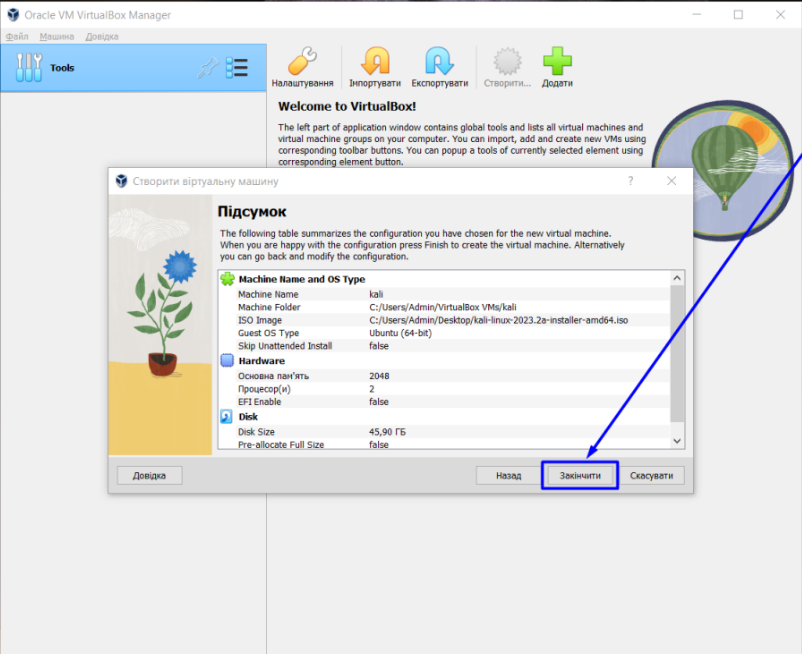 Oracle VM VirtualBox Manager
Файл Машина Довідка
Tools
Налаштування Імпортувати Експортувати Створити... Додати
Welcome to VirtualBox!
The left part of application window contains global tools and lists all virtual machines and
virtual machine groups on your computer. You can import, add and create new VMs using
corresponding toolbar buttons. You can popup a tools of currently selected element using
corresponding element button.
Створити віртуальну машину
?
Підсумок
The following table summarizes the configuration you have chosen for the new virtual machine.
When you are happy with the configuration press Finish to create the virtual machine. Alternatively
you can go back and modify the configuration.
Machine Name and OS Type
Machine Name kali
Machine Folder C:/Users/Admin/VirtualBox VMs/kali
ISO Image C:/Users/Admin/Desktop/kali-linux-2023.2a-installer-amd64.iso
Guest OS Type Ubuntu (64-bit)
Skip Unattended Install false
Hardware
Основна пам'ять 2048
Процесор(и) 2
EFI Enable false
Disk
Disk Size 45,90 ГБ
Pre-allocate Full Size false
Довідка Назад Закінчити Скасувати